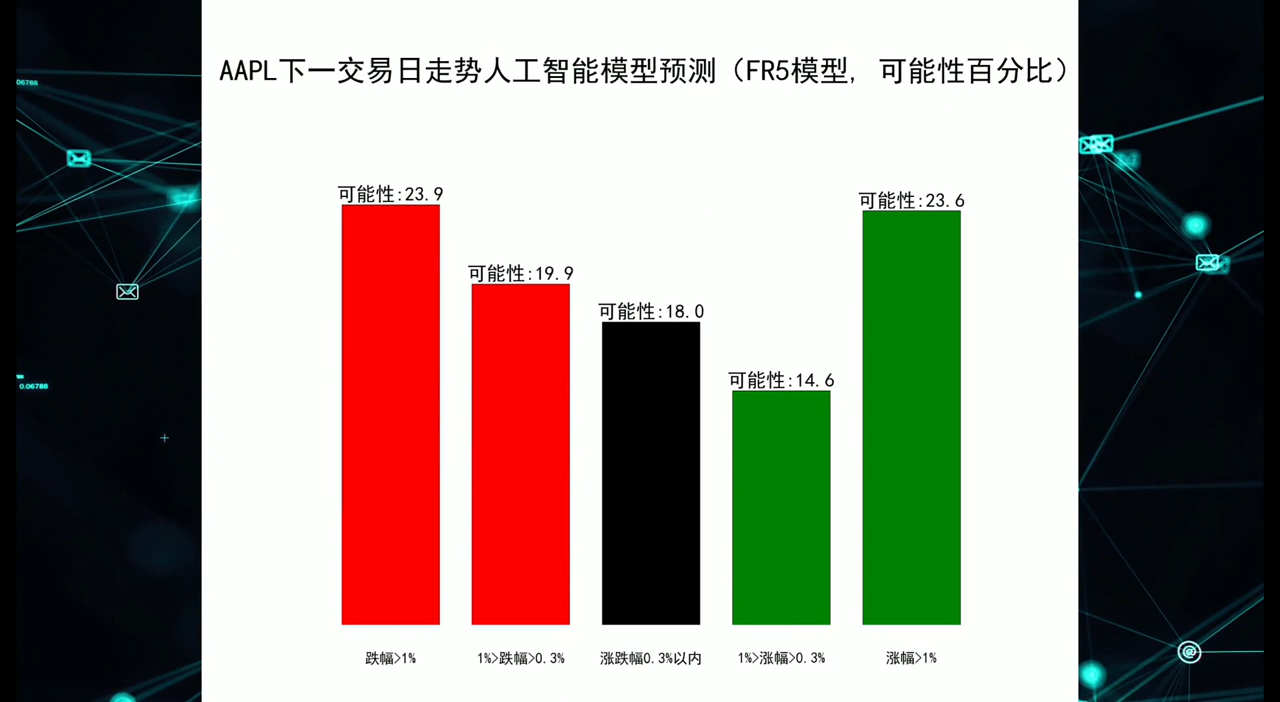 AAPL下一交易日走势人工智能模型预测（FR5模型, 可能性百分比）
可能性:23.9
可能性:19.9
可能性:18.0
可能性:14.6
可能性:23.6
跌幅>1%
1%>跌幅>0.3%
涨跌幅0.3%以内
1%>涨幅>0.3%
涨幅>1%
0.06788
@